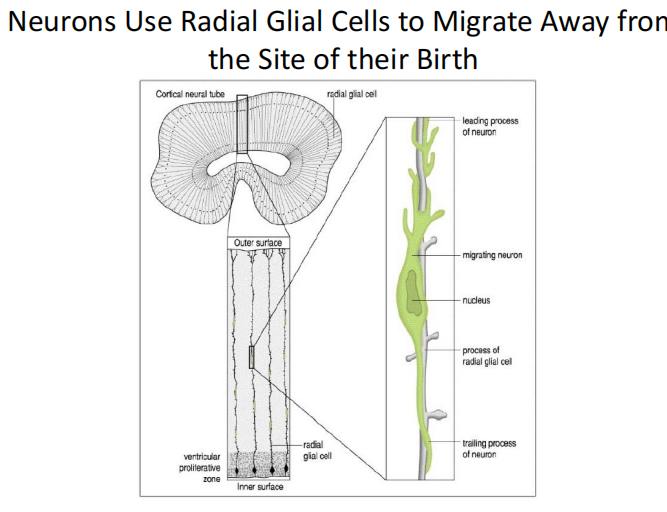 Neurons Use Radial Glial Cells to Migrate Away from
the Site of their Birth
Cortical neural tube
radial glial cell
leading process
of neuron
Outer surface
migrating neuron
nucleus
process of
radial glial cell
radial
glial cell
ventricular
proliferative
zone
trailing process
of neuron
Inner surface